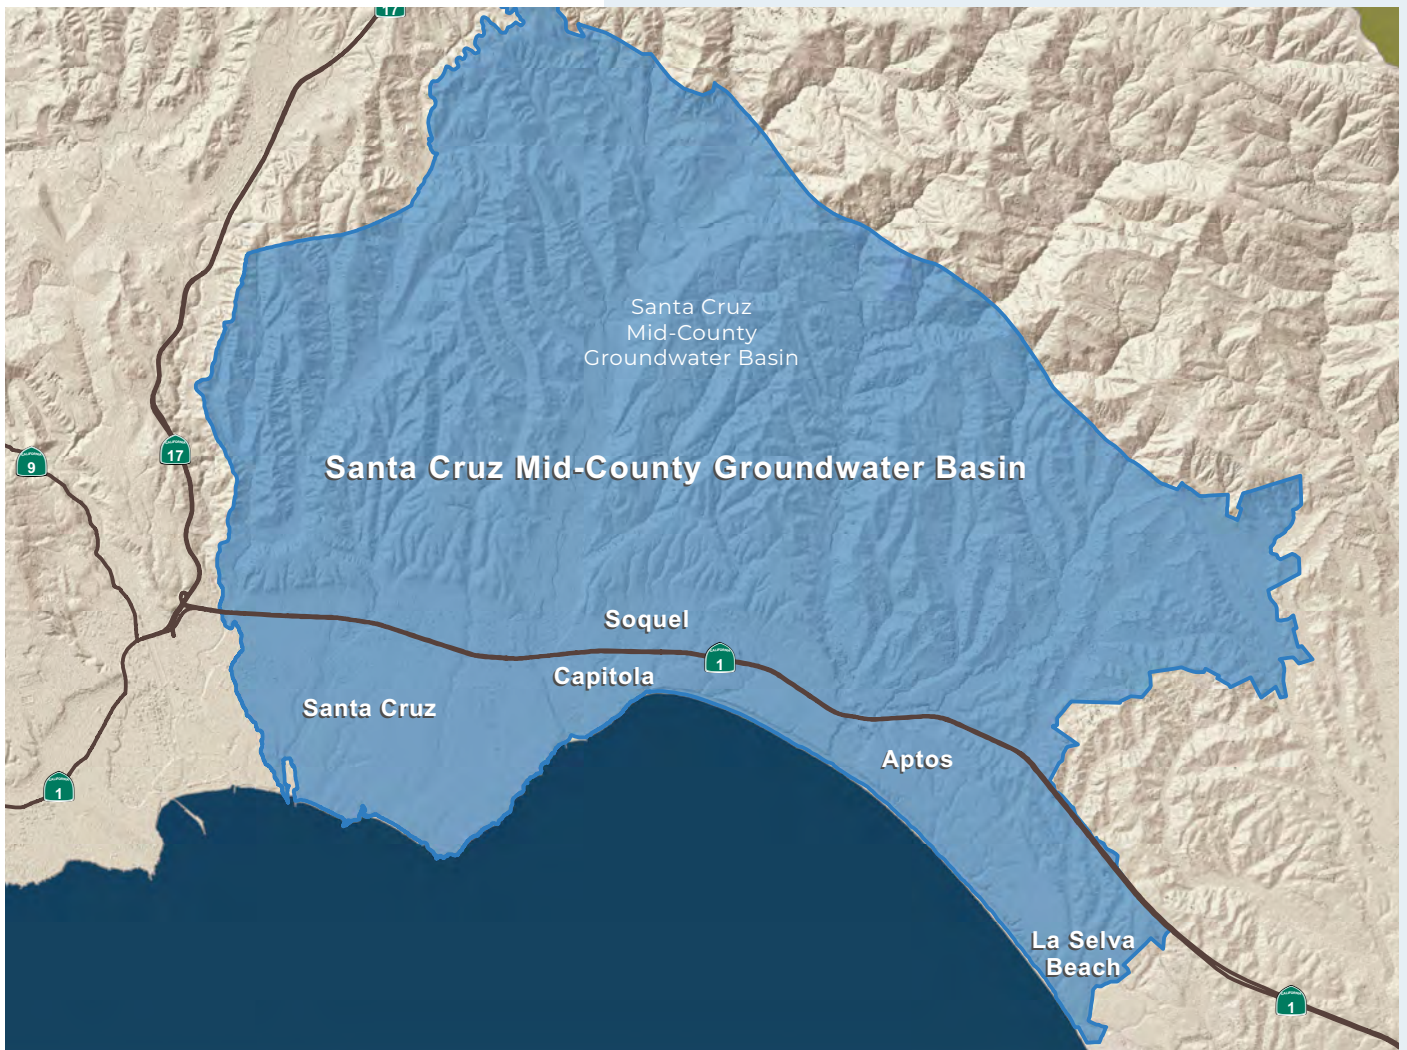 17
Santa Cruz
Mid-County
Groundwater Basin
Santa Cruz Mid-County Groundwater Basin
17
9
Soquel
1
Capitola
Santa Cruz
Aptos
1
La Selva
Beach
1